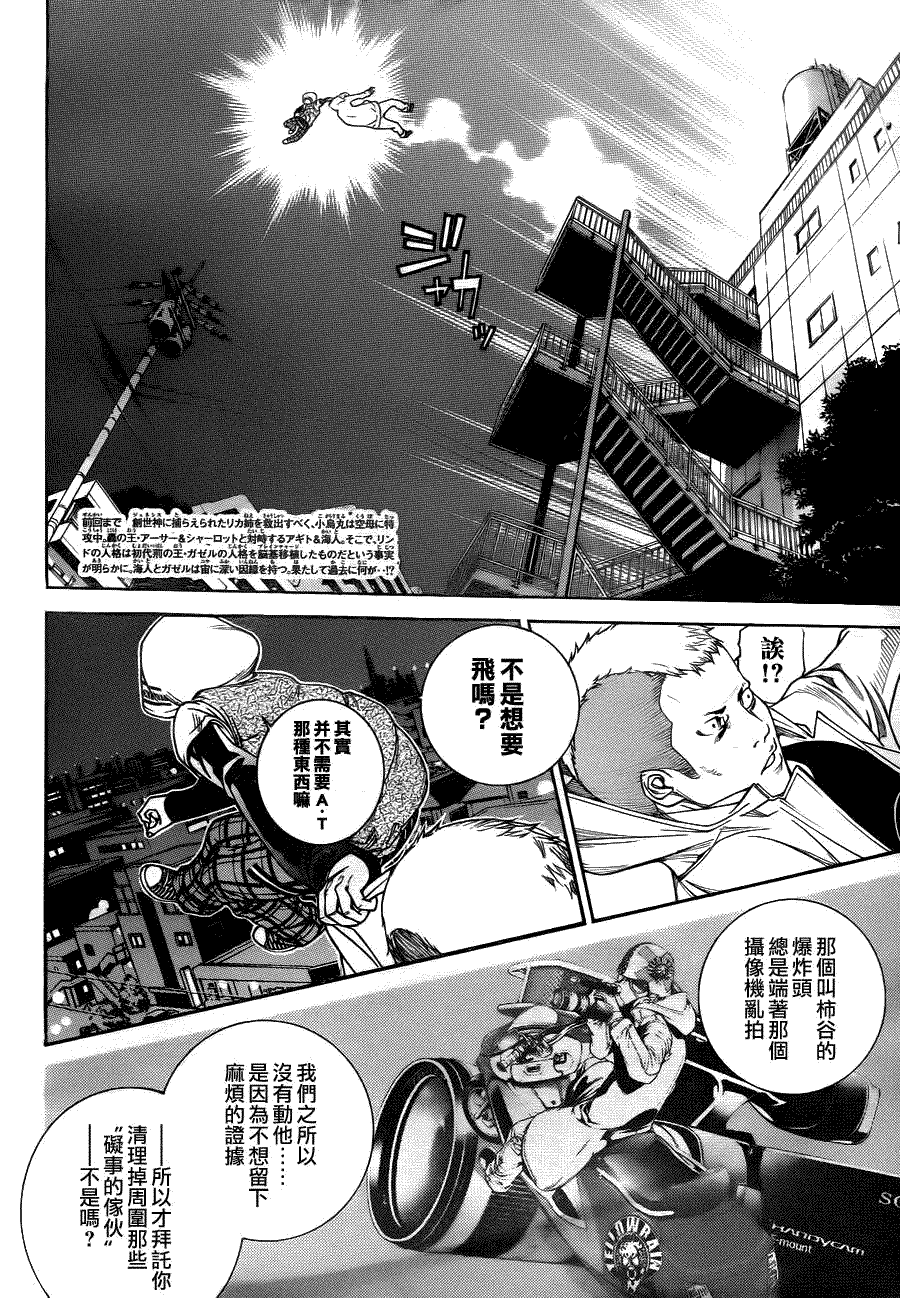 ギャギャッ
前回まで 創世神に捕えられたリカ姉を救出すべく、小烏丸は空母に特
攻中。轟の王・アーサー&シャーロットと対峙するアギト&海人。そこで、リン
ドの人格は初代荊の王・ガゼルの人格を脳基移植したものだという事実
が明らかに。海人とガゼルは宙に深い因縁を持つ。果たして過去に何が‥!?
誒!?
不是想要
飛嗎?
其實
并不需要A.T
那種東西嘛
那個叫柿谷的
爆炸頭
總是端著那個
攝像機亂拍
我們之所以
沒有動他……
是因為不想留下
麻煩的證據
——所以才拜託你
清理掉周圍那些
“礙事的傢伙”
——不是嗎?
SO
HANDYCAM
-mount